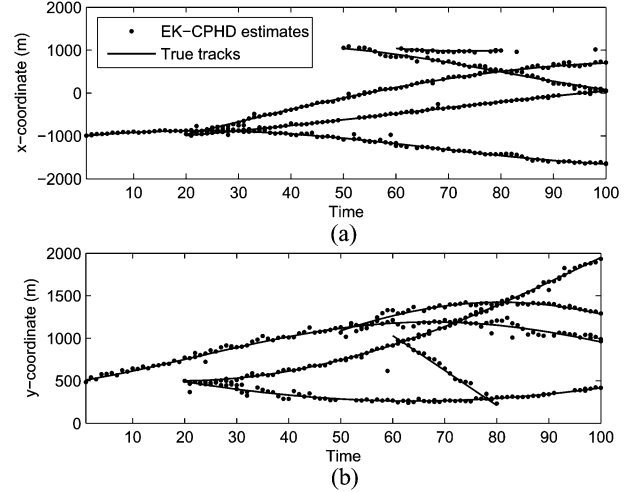 (a)
x-coordinate (m)
2000
1000
0
−1000
−2000
EK−CPHD estimates
True tracks
10 20 30 40 50 60 70 80 90 100
Time
(a)
y-coordinate (m)
2000
1500
1000
500
0
0 10 20 30 40 50 60 70 80 90 100
Time
(b)